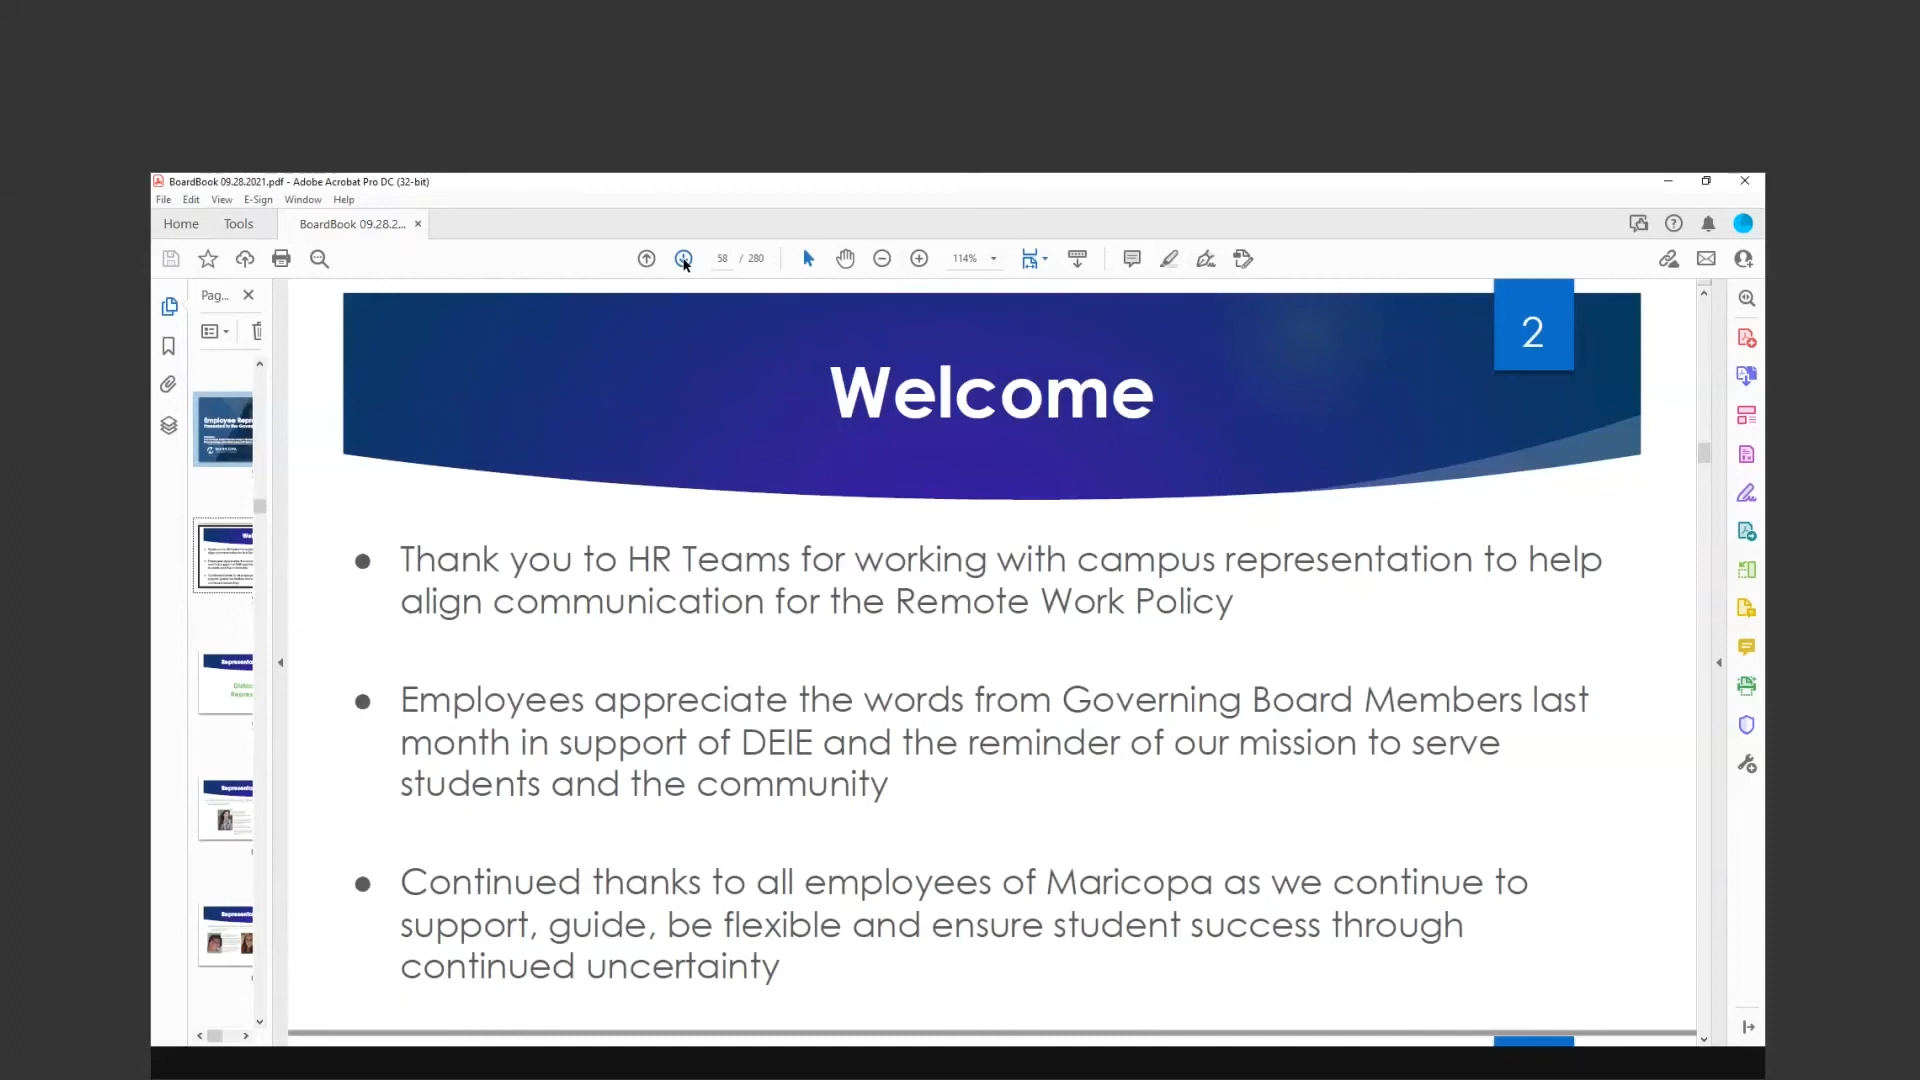 BoardBook 09.28.2021.pdf - Adobe Acrobat Pro DC (32-bit)
File Edit View E-Sign Window Help
Home Tools BoardBook 09.28.2...
58 / 280 114%
Pag...
2
Welcome
• Thank you to HR Teams for working with campus representation to help
align communication for the Remote Work Policy
• Employees appreciate the words from Governing Board Members last
month in support of DEIE and the reminder of our mission to serve
students and the community
• Continued thanks to all employees of Maricopa as we continue to
support, guide, be flexible and ensure student success through
continued uncertainty